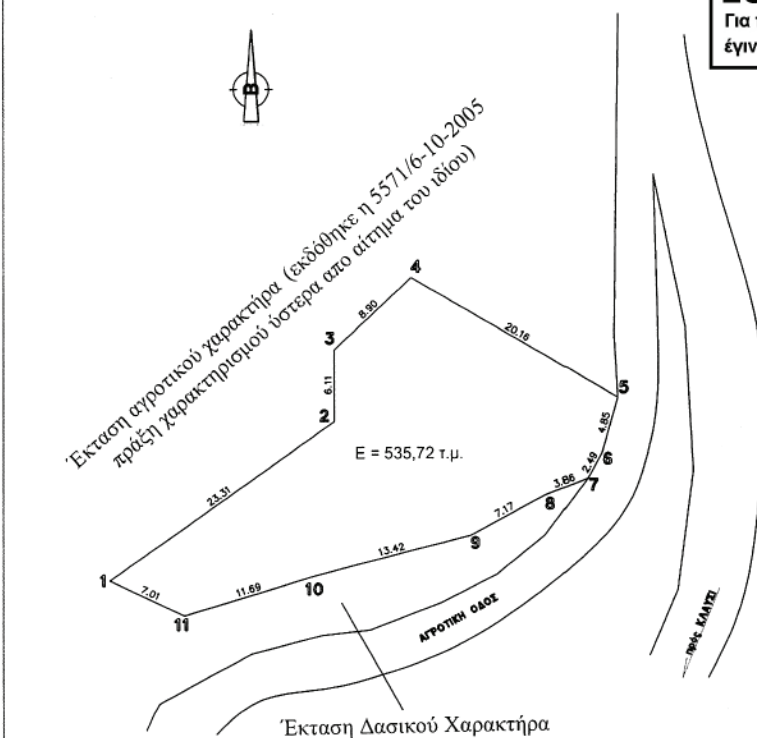 Για
έγιν
Έκταση αγροτικού χαρακτήρα (εκδόθηκε η 5571/6-10-2005
πράξη χαρακτηρισμού ύστερα απο αίτημα του ιδίου)
4
8.90
20.16
3
5
6.11
4.85
2
E = 535,72 τ.μ.
6
2.49
7
3.86
8
23.31
7.17
9
13.42
1
7.01
11.69
10
11
ΑΓΡΟΤΙΚΗ ΟΔΟΣ
πρός ΚΛΑΥΣΙ
Έκταση Δασικού Χαρακτήρα